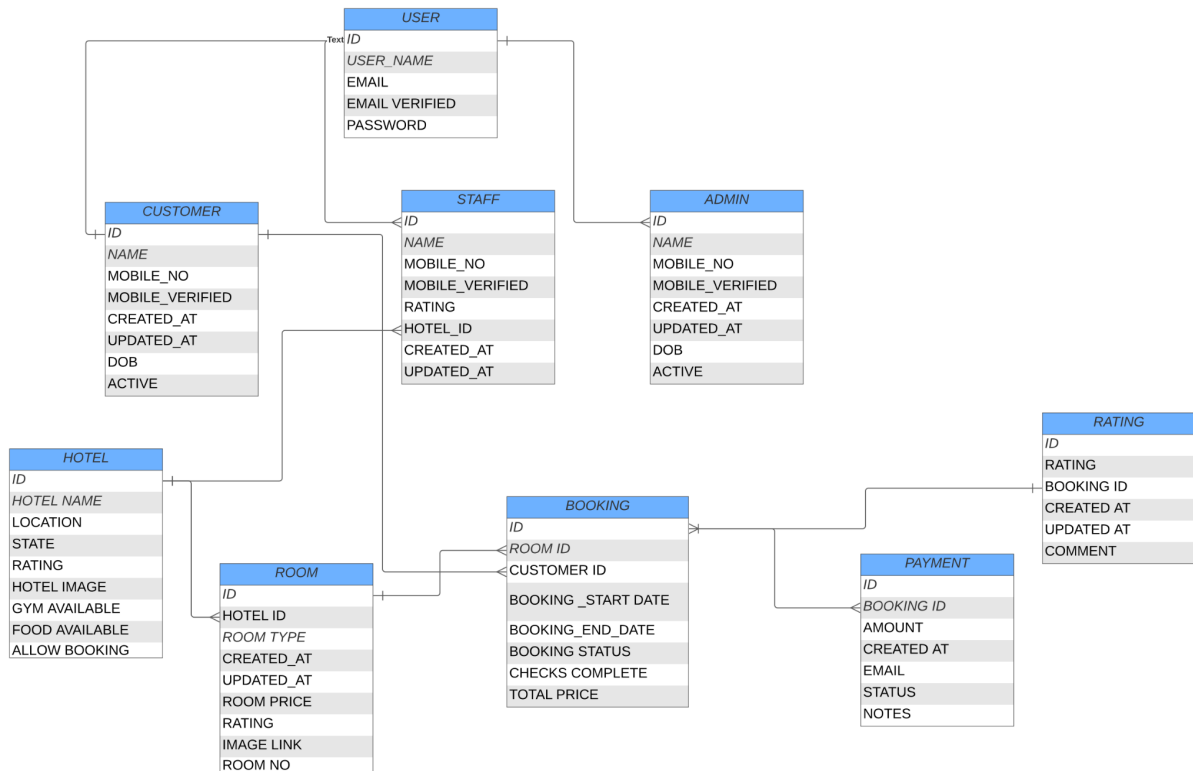 USER
Text
ID
USER_NAME
EMAIL
EMAIL VERIFIED
PASSWORD
CUSTOMER
ID
NAME
MOBILE_NO
MOBILE_VERIFIED
CREATED_AT
UPDATED_AT
DOB
ACTIVE
STAFF
ID
NAME
MOBILE_NO
MOBILE_VERIFIED
RATING
HOTEL_ID
CREATED_AT
UPDATED_AT
ADMIN
ID
NAME
MOBILE_NO
MOBILE_VERIFIED
CREATED_AT
UPDATED_AT
DOB
ACTIVE
HOTEL
ID
HOTEL NAME
LOCATION
STATE
RATING
HOTEL IMAGE
GYM AVAILABLE
FOOD AVAILABLE
ALLOW BOOKING
ROOM
ID
HOTEL ID
ROOM TYPE
CREATED_AT
UPDATED_AT
ROOM PRICE
RATING
IMAGE LINK
ROOM NO
BOOKING
ID
ROOM ID
CUSTOMER ID
BOOKING _START DATE
BOOKING_END_DATE
BOOKING STATUS
CHECKS COMPLETE
TOTAL PRICE
RATING
ID
RATING
BOOKING ID
CREATED AT
UPDATED AT
COMMENT
PAYMENT
ID
BOOKING ID
AMOUNT
CREATED AT
EMAIL
STATUS
NOTES